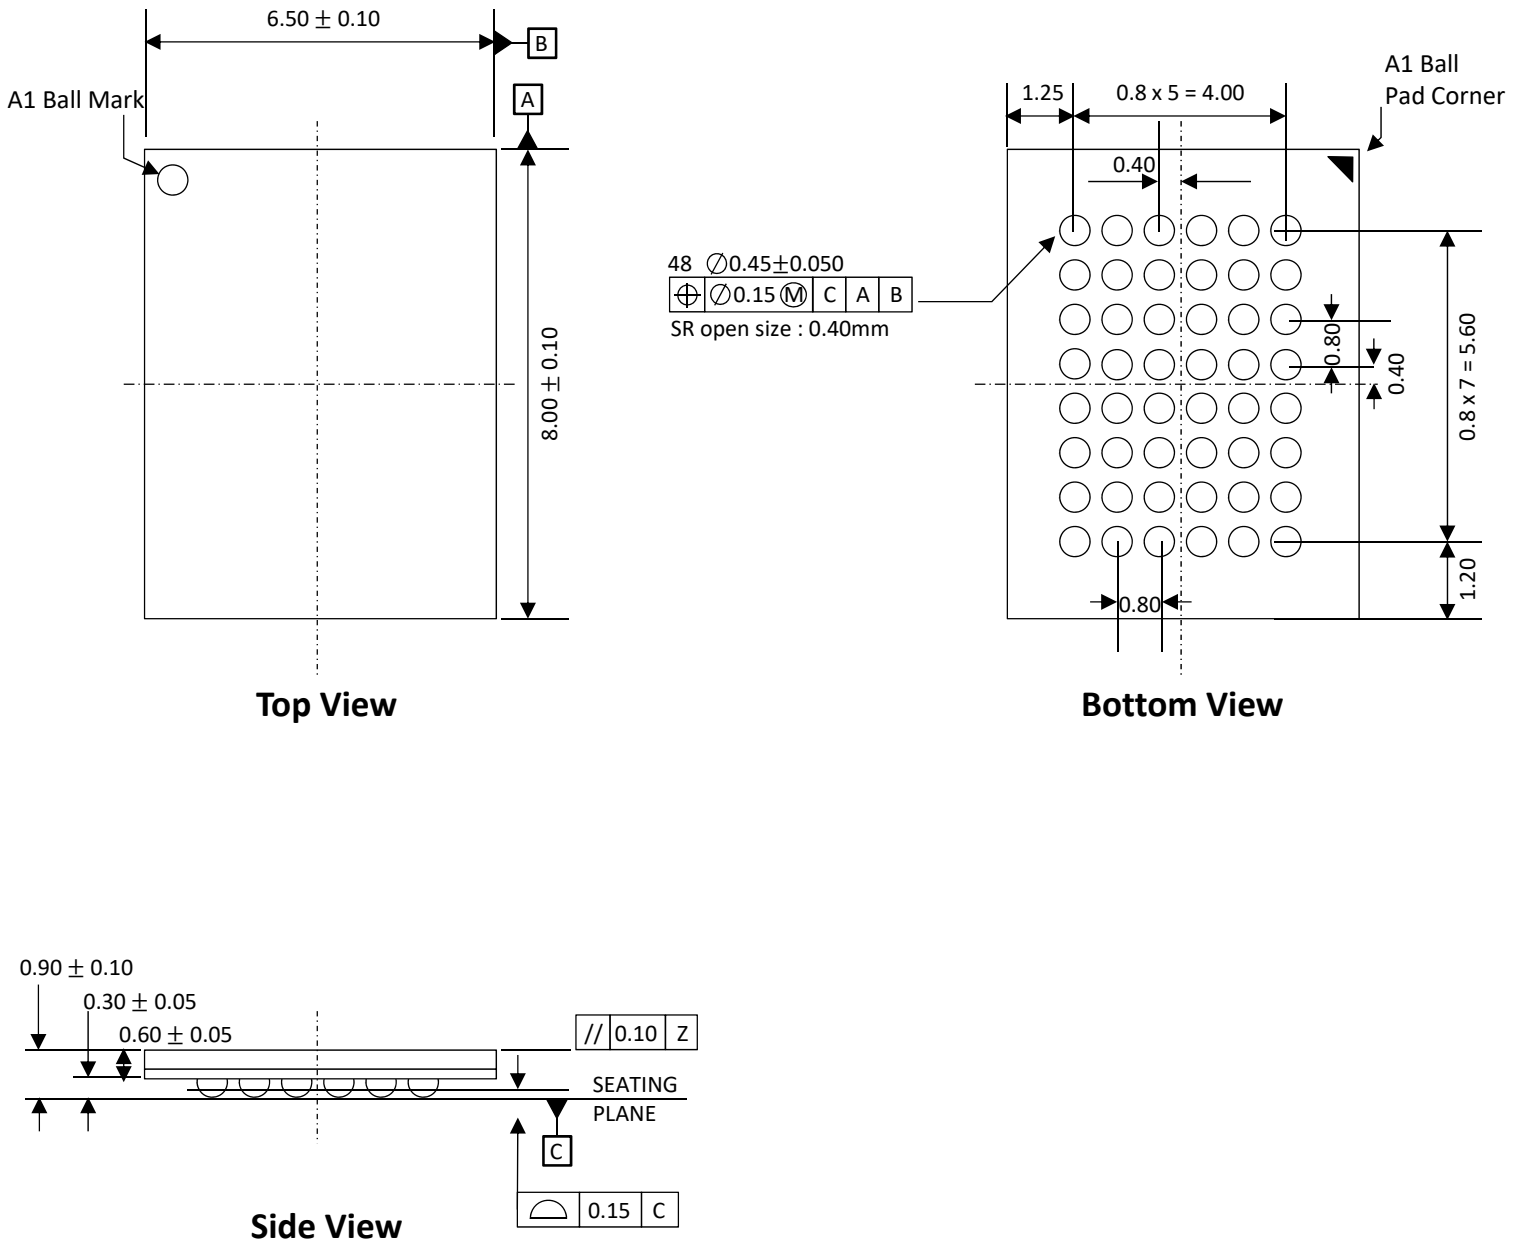 6.50 ± 0.10
B
A
A1 Ball Mark
8.00 ± 0.10
Top View
A1 Ball
Pad Corner
1.25
0.8 x 5 = 4.00
0.40
48 ∅0.45±0.050
⌖ ∅0.15 Ⓜ C A B
SR open size : 0.40mm
0.80
0.40
0.8 x 7 = 5.60
1.20
0.80
Bottom View
0.90 ± 0.10
0.30 ± 0.05
0.60 ± 0.05
// 0.10 Z
SEATING
PLANE
C
⌓ 0.15 C
Side View